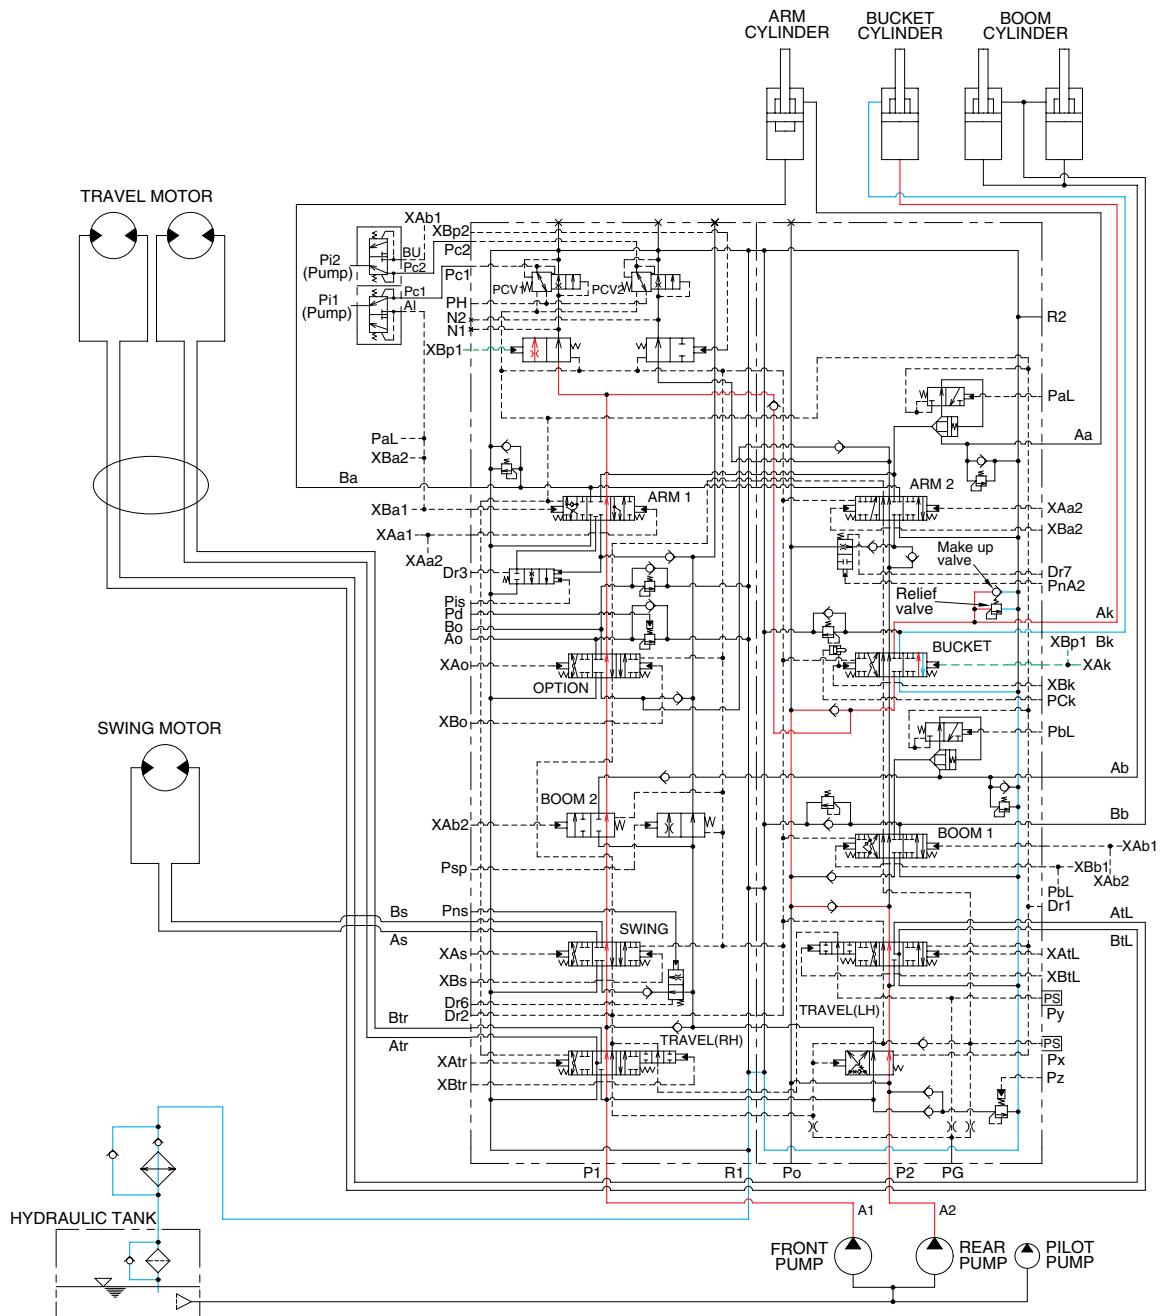 ARM
CYLINDER
BUCKET
CYLINDER
BOOM
CYLINDER
TRAVEL MOTOR
XAb1
XBp2
Pc2
BU
Pc2
Pi2
(Pump)
Pc1
Pc1
AI
Pi1
(Pump)
PCV1
PCV2
PH
N2
N1
XBp1
R2
PaL
Aa
PaL
XBa2
Ba
XBa1
ARM 1
ARM 2
XAa2
XBa2
XAa1
XAa2
Make up
valve
Relief
valve
Dr3
Dr7
PnA2
Pis
Pd
Bo
Ao
Ak
XBp1
Bk
XAo
OPTION
BUCKET
XAk
XBk
PCk
XBo
PbL
SWING MOTOR
Ab
BOOM 2
Bb
XAb2
BOOM 1
XAb1
XBb1
XAb2
PbL
Dr1
Psp
Pns
Bs
As
AtL
BtL
SWING
XAs
XBs
Dr6
Dr2
XAtL
XBtL
TRAVEL(LH)
PS
Py
Btr
Atr
TRAVEL(RH)
PS
Px
XAtr
XBtr
Pz
P1
R1
Po
P2
PG
A1
A2
HYDRAULIC TANK
FRONT
PUMP
REAR
PUMP
PILOT
PUMP